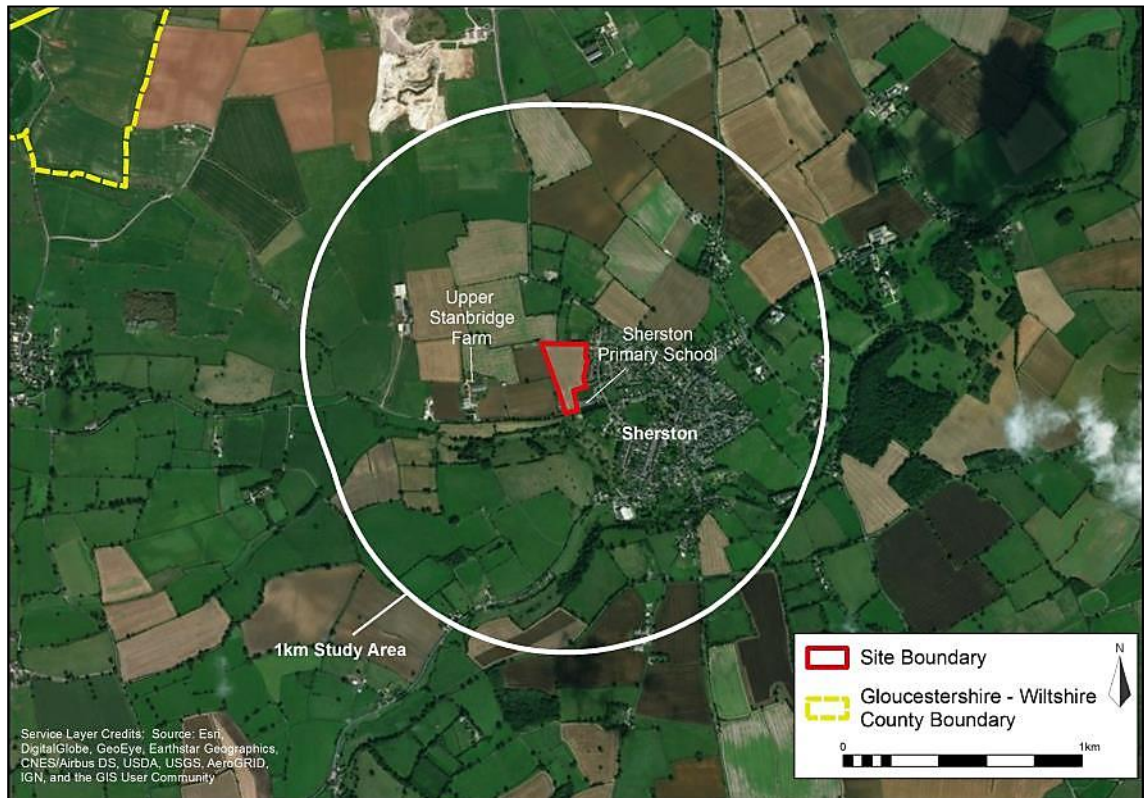 Upper
Stanbridge
Farm
Sherston
Primary School
Sherston
1km Study Area
Site Boundary
Gloucestershire - Wiltshire
County Boundary
N
0 1km
Service Layer Credits: Source: Esri,
DigitalGlobe, GeoEye, Earthstar Geographics,
CNES/Airbus DS, USDA, USGS, AeroGRID,
IGN, and the GIS User Community